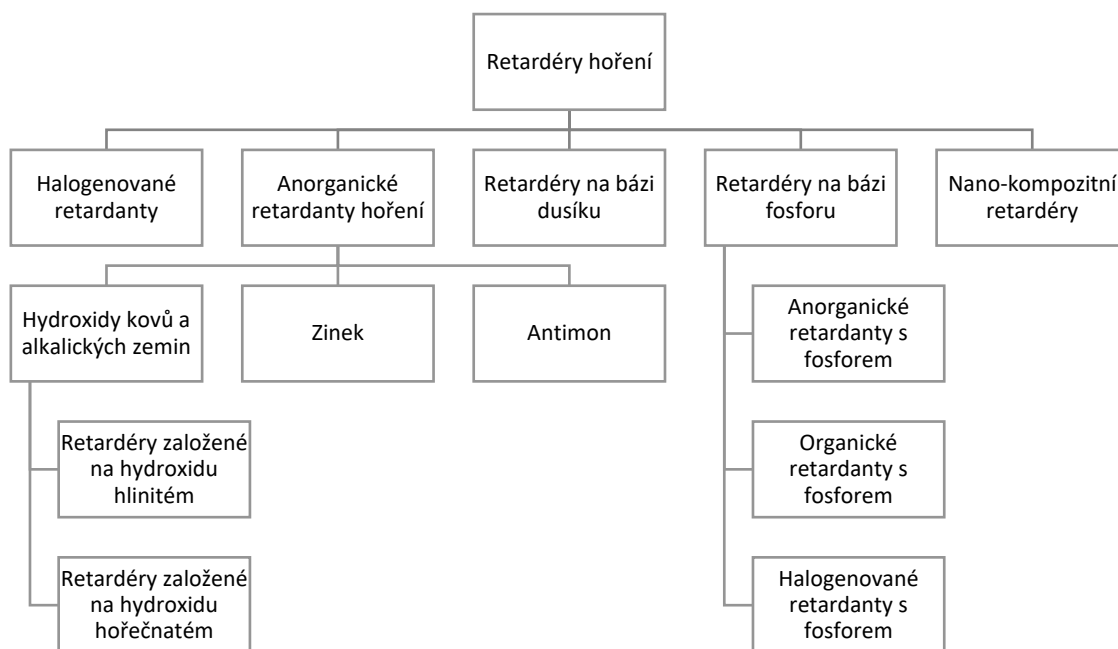 Retardéry hoření
Halogenované
retardanty
Anorganické
retardanty hoření
Retardéry na bázi
dusíku
Retardéry na bázi
fosforu
Nano-kompozitní
retardéry
Hydroxidy kovů a
alkalických zemin
Zinek
Antimon
Anorganické
retardanty s
fosforem
Retardéry založené
na hydroxidu
hlinitém
Organické
retardanty s
fosforem
Retardéry založené
na hydroxidu
hořečnatém
Halogenované
retardanty s
fosforem